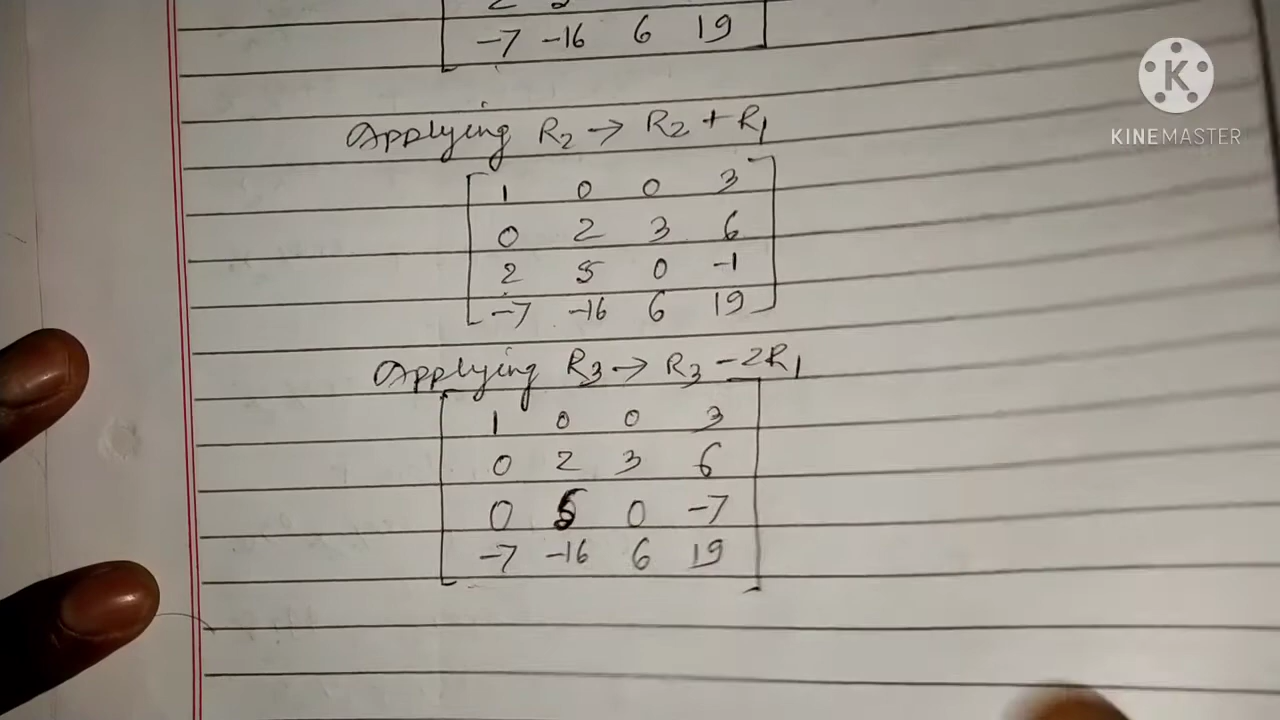 -7 -16 6 19
K
KINEMASTER
Applying R₂ → R₂ + R₁
1 0 0 3
0 2 3 6
2 5 0 -1
-7 -16 6 19
Applying R₃ → R₃ - 2R₁
1 0 0 3
0 2 3 6
0 5 0 -7
-7 -16 6 19